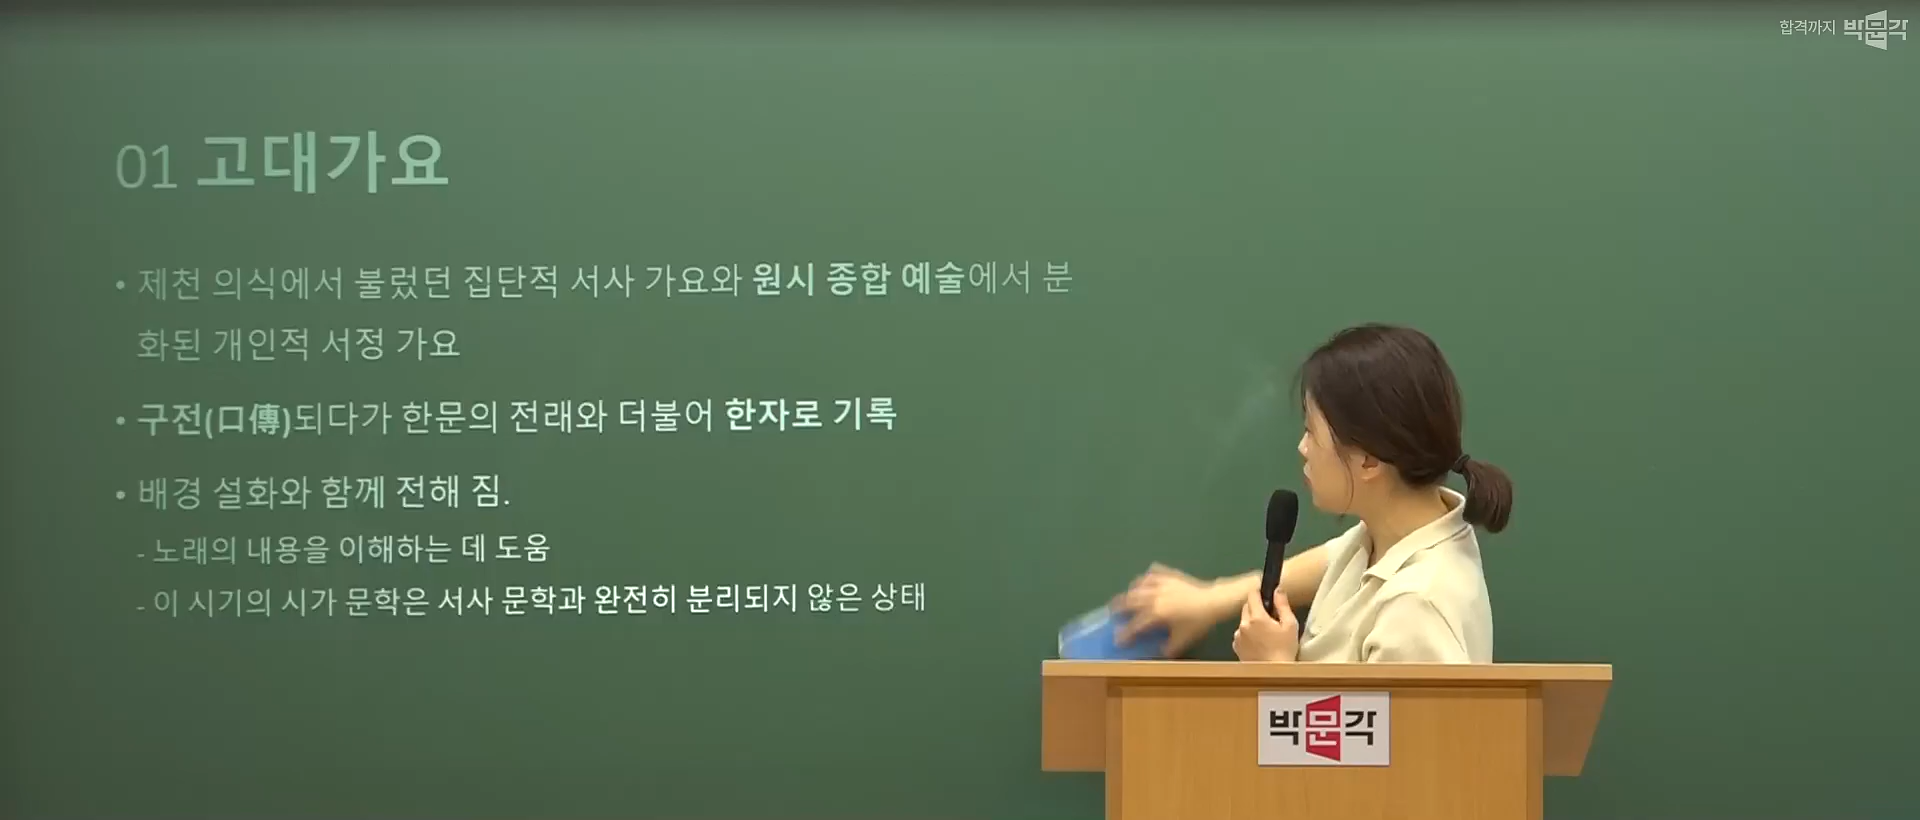 합격까지 박문각
01 고대가요
• 제천 의식에서 불렀던 집단적 서사 가요와 원시 종합 예술에서 분
화된 개인적 서정 가요
• 구전(口傳)되다가 한문의 전래와 더불어 한자로 기록
• 배경 설화와 함께 전해 짐.
- 노래의 내용을 이해하는 데 도움
- 이 시기의 시가 문학은 서사 문학과 완전히 분리되지 않은 상태
박문각